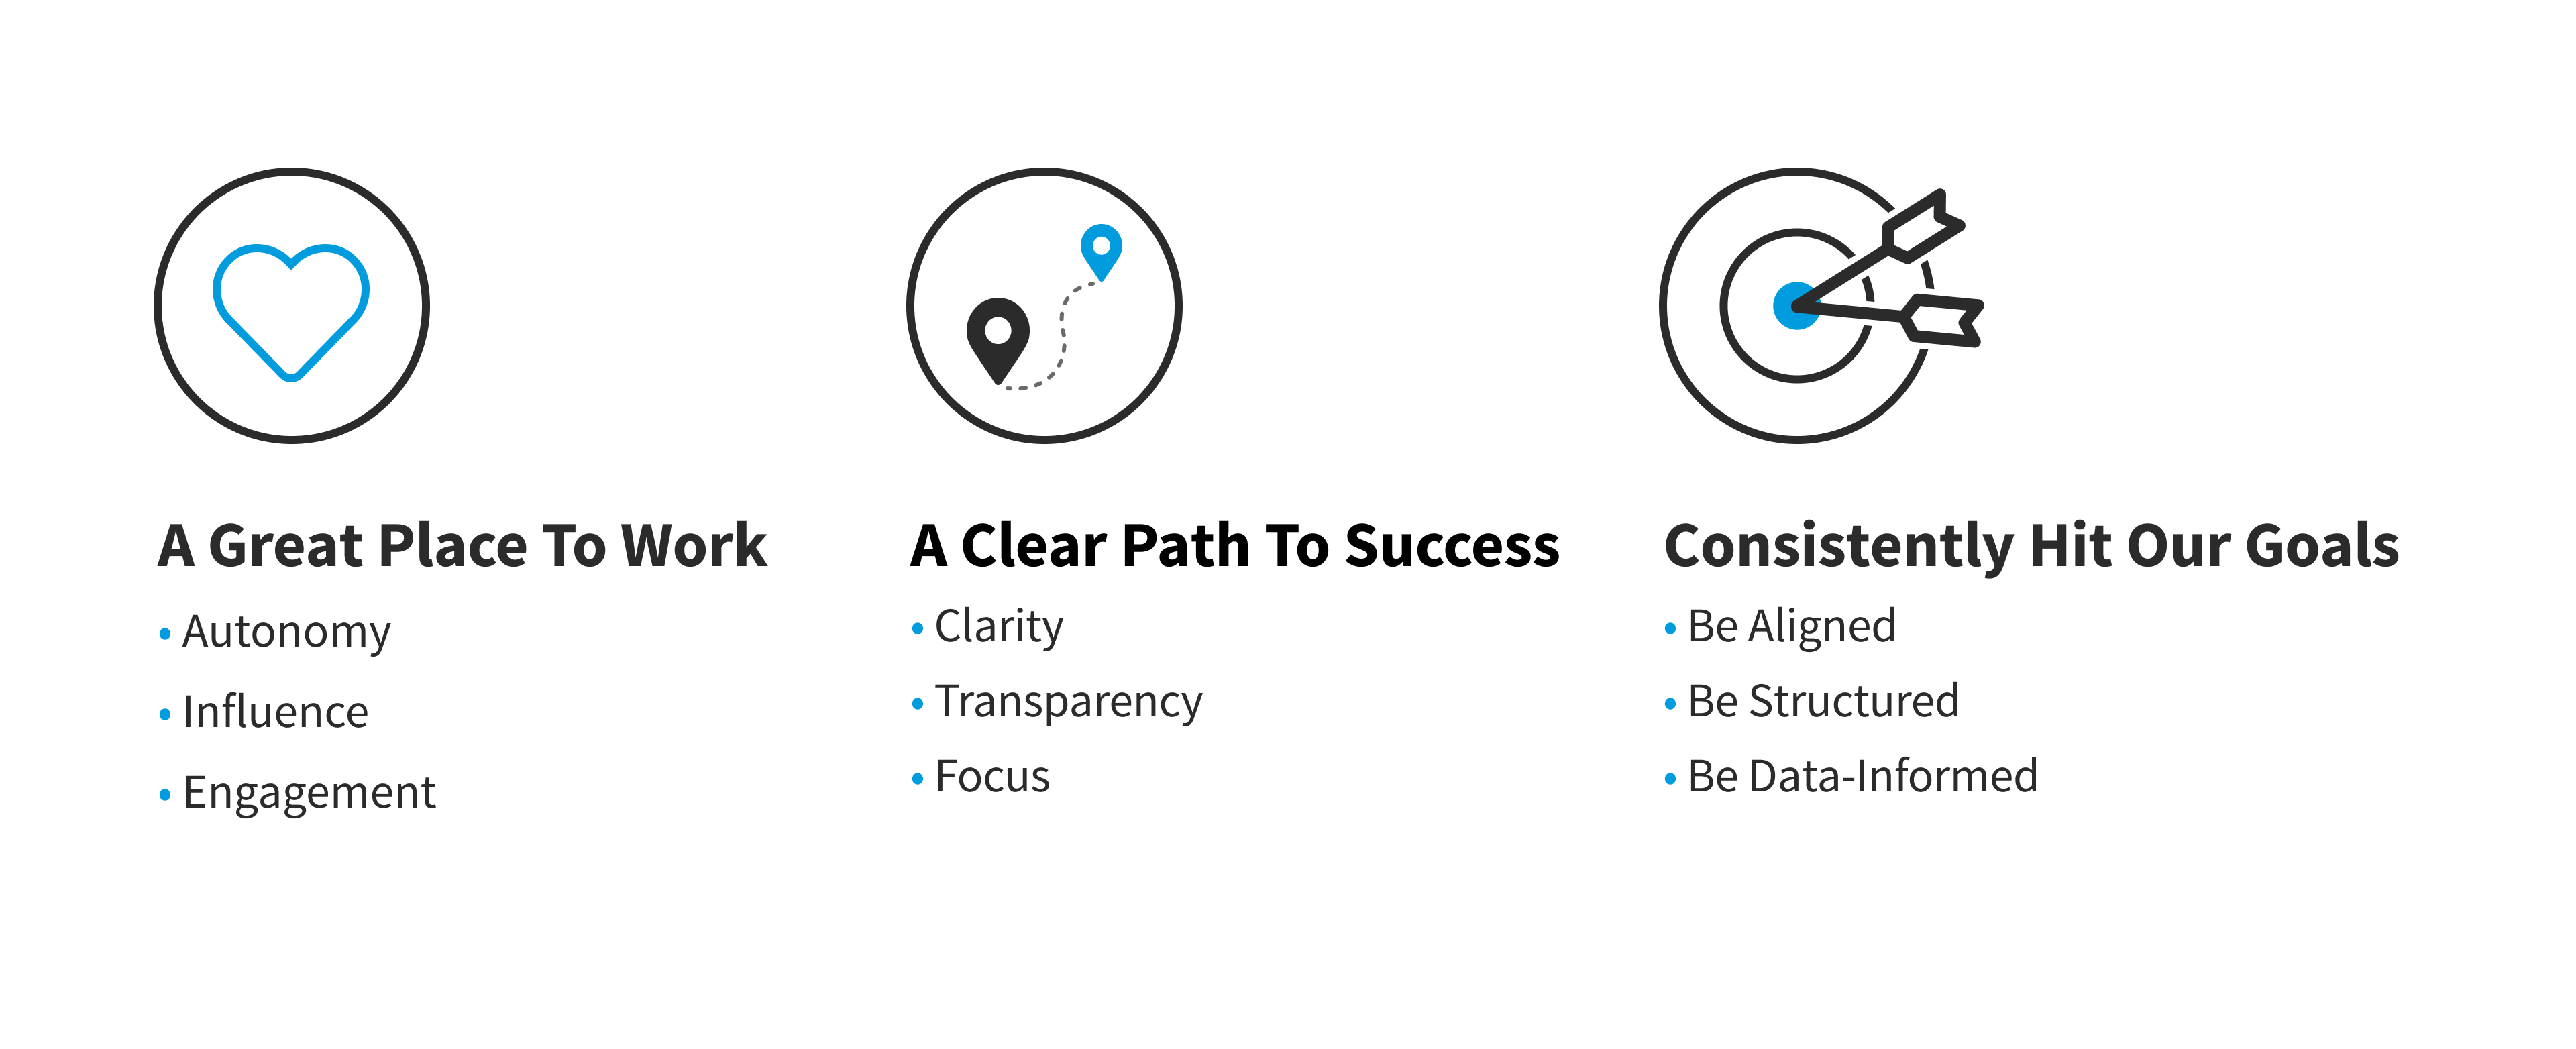 A Great Place To Work
• Autonomy
• Influence
• Engagement
A Clear Path To Success
• Clarity
• Transparency
• Focus
Consistently Hit Our Goals
• Be Aligned
• Be Structured
• Be Data-Informed